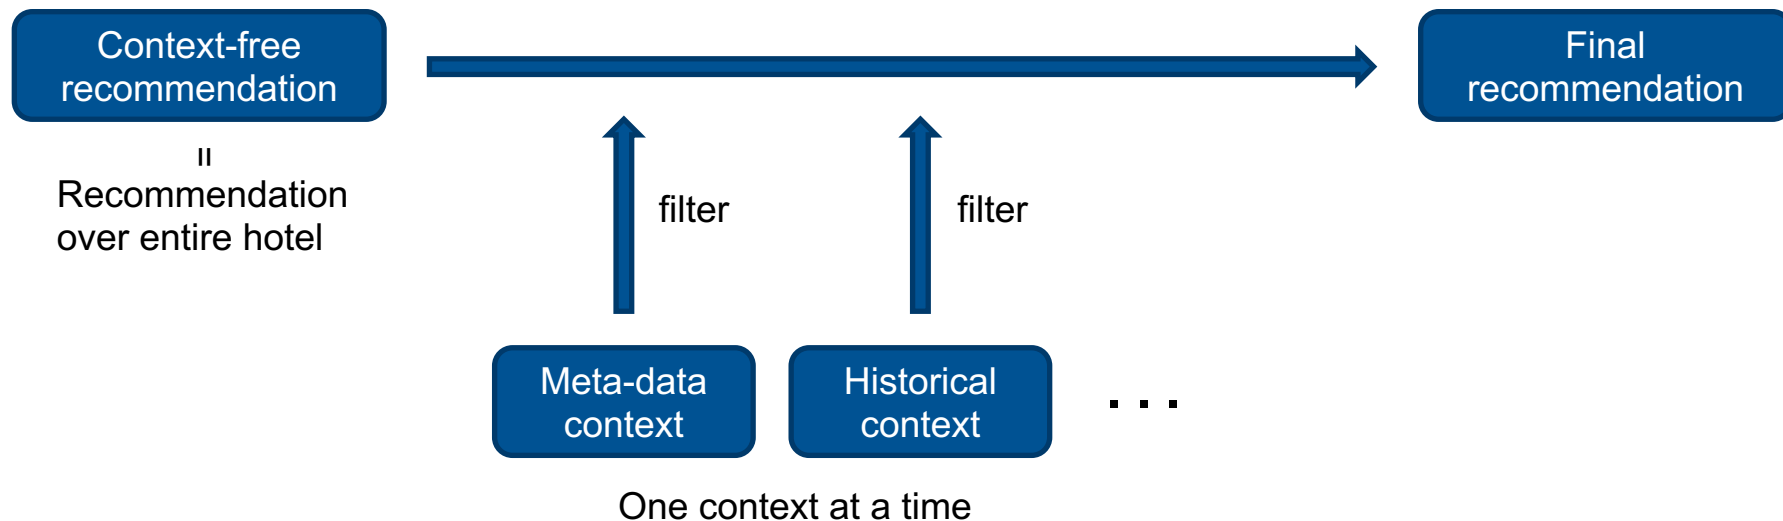 Context-free
recommendation
Final
recommendation
=
Recommendation
over entire hotel
filter
filter
Meta-data
context
Historical
context
. . .
One context at a time